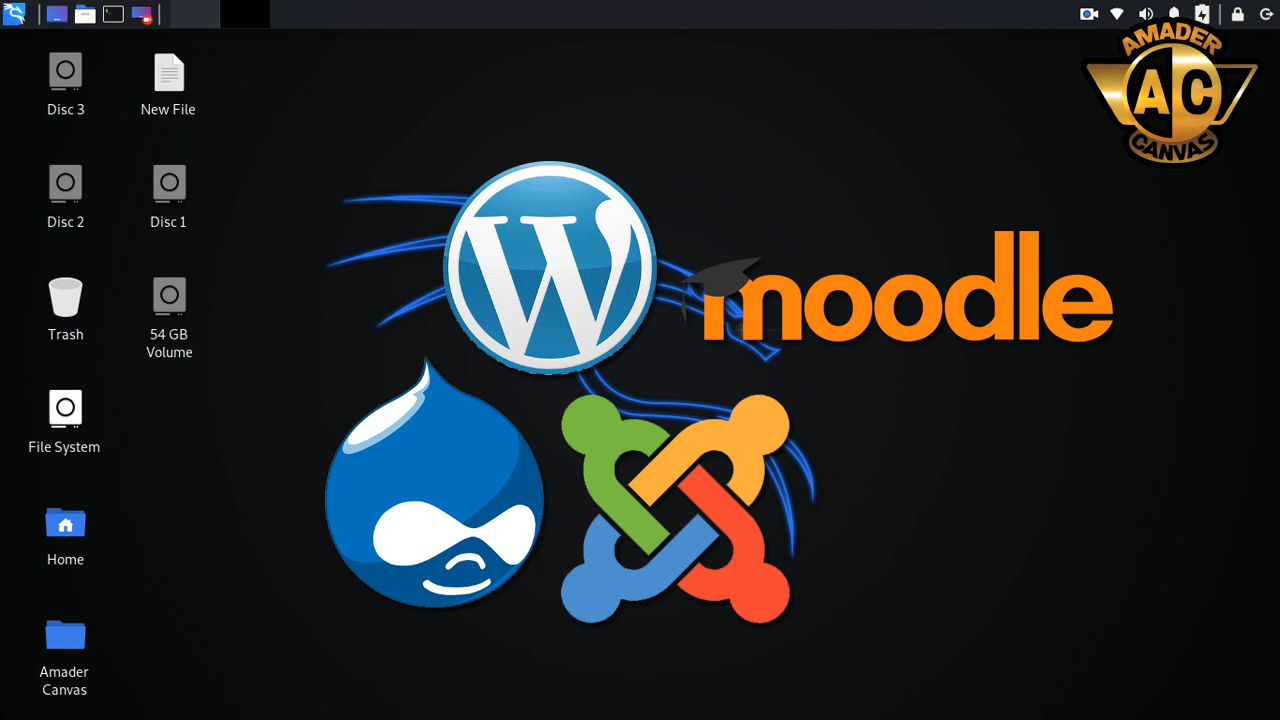 AMADER
AC
CANVAS
Disc 3
New File
Disc 2
Disc 1
W
moodle
Trash
54 GB
Volume
File System
Home
Amader
Canvas